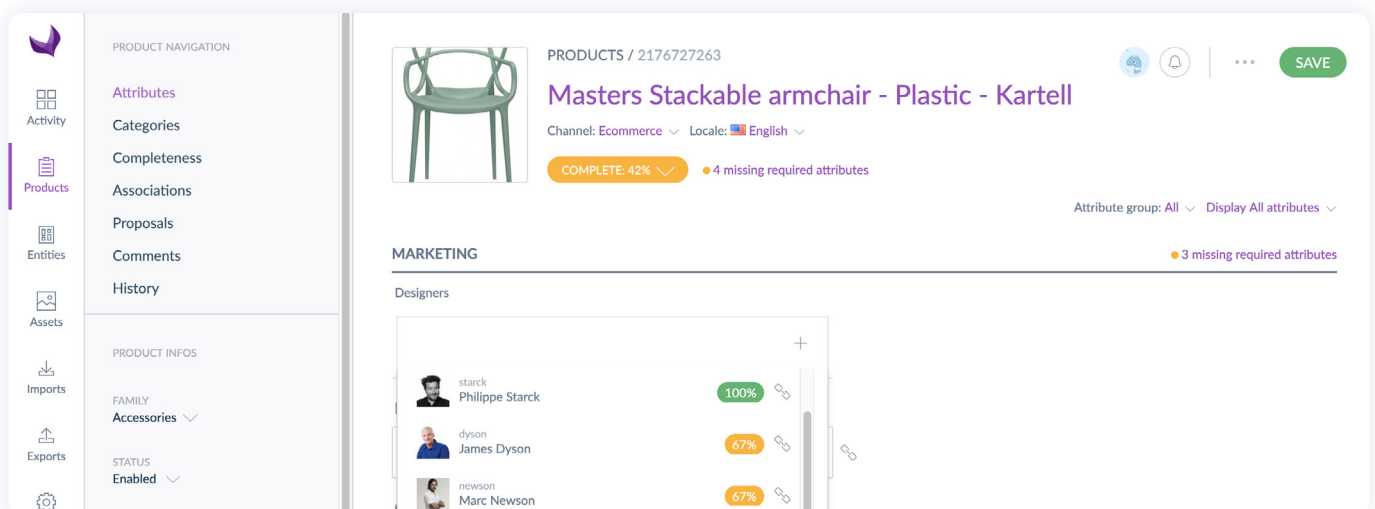 PRODUCT NAVIGATION
Attributes
Categories
Completeness
Associations
Proposals
Comments
History
PRODUCT INFOS
FAMILY
Accessories
STATUS
Enabled
Activity
Products
Entities
Assets
Imports
Exports
PRODUCTS / 2176727263
SAVE
Masters Stackable armchair - Plastic - Kartell
Channel: Ecommerce Locale: English
COMPLETE: 42% 4 missing required attributes
Attribute group: All Display All attributes
MARKETING 3 missing required attributes
Designers
starck
Philippe Starck 100%
dyson
James Dyson 67%
newson
Marc Newson 67%